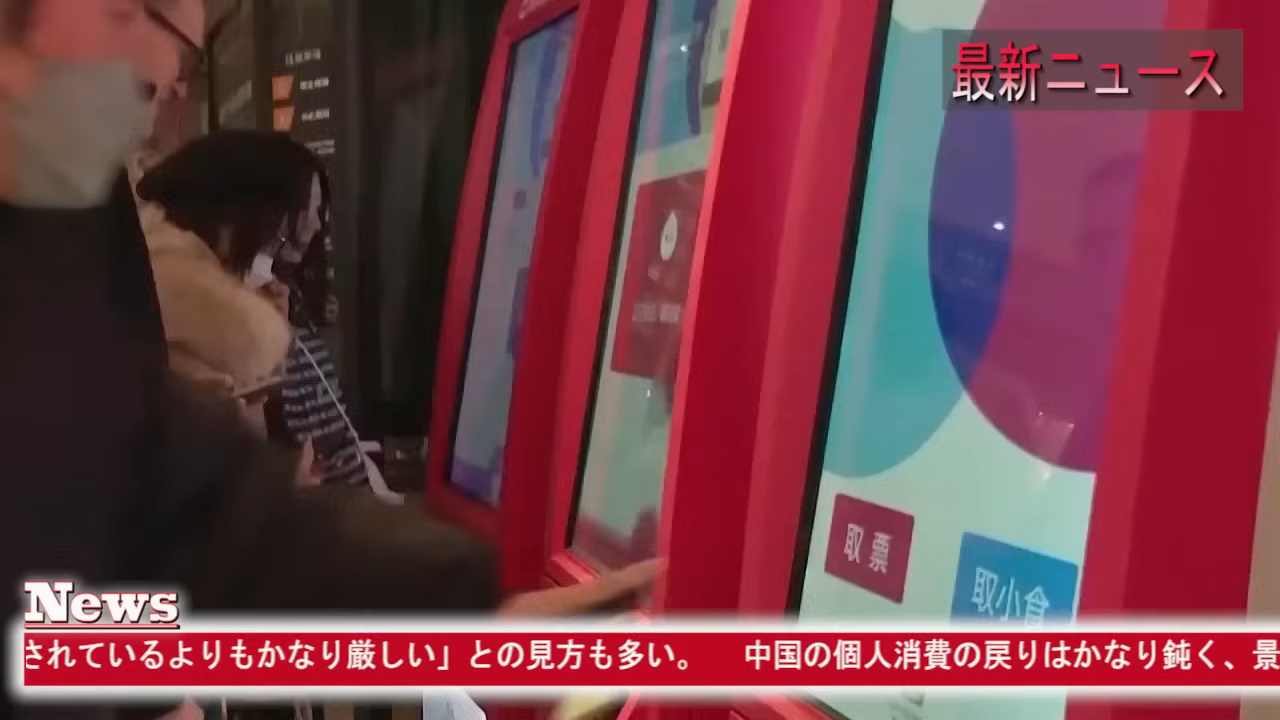 最新ニュース
取票
取小食
News
されているよりもかなり厳しい」との見方も多い。　中国の個人消費の戻りはかなり鈍く、景